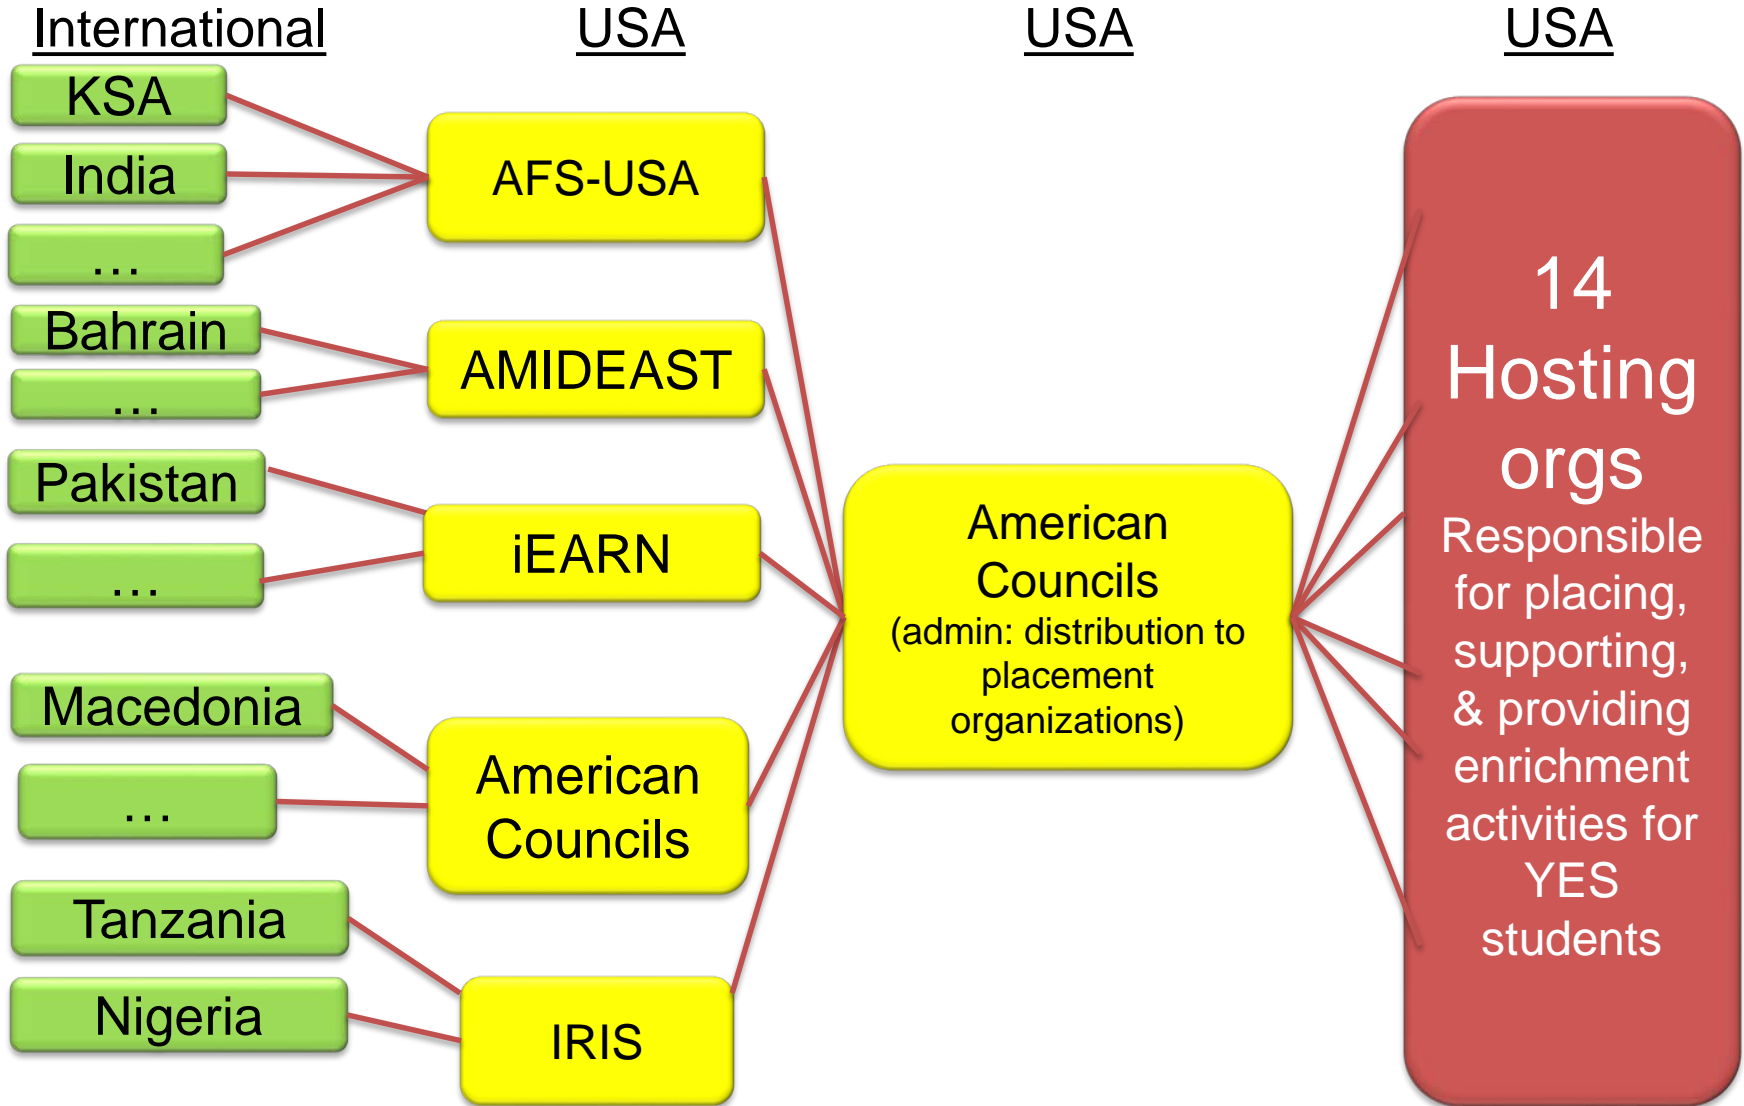 International
USA
USA
USA
KSA
India
…
Bahrain
…
Pakistan
…
Macedonia
…
Tanzania
Nigeria
AFS-USA
AMIDEAST
iEARN
American
Councils
IRIS
American
Councils
(admin: distribution to
placement
organizations)
14
Hosting
orgs
Responsible
for placing,
supporting,
& providing
enrichment
activities for
YES
students